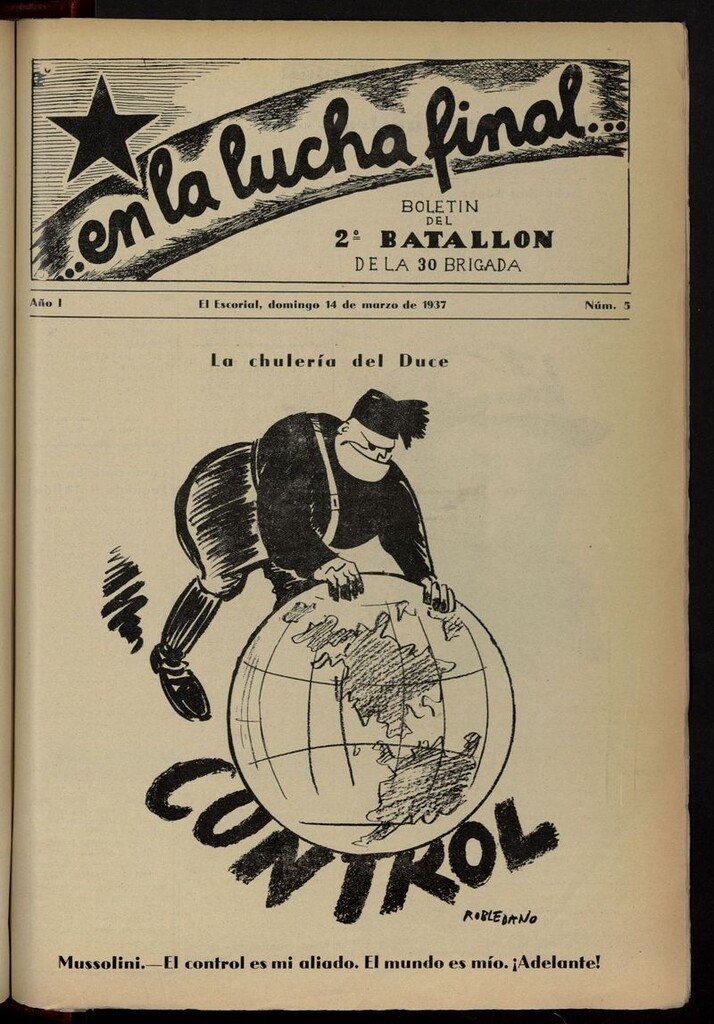 ...en la lucha final...
BOLETIN
DEL
2º BATALLON
DE LA 30 BRIGADA
Año I El Escorial, domingo 14 de marzo de 1937 Núm. 5
La chulería del Duce
CONTROL
ROBLEDANO
Mussolini.—El control es mi aliado. El mundo es mío. ¡Adelante!